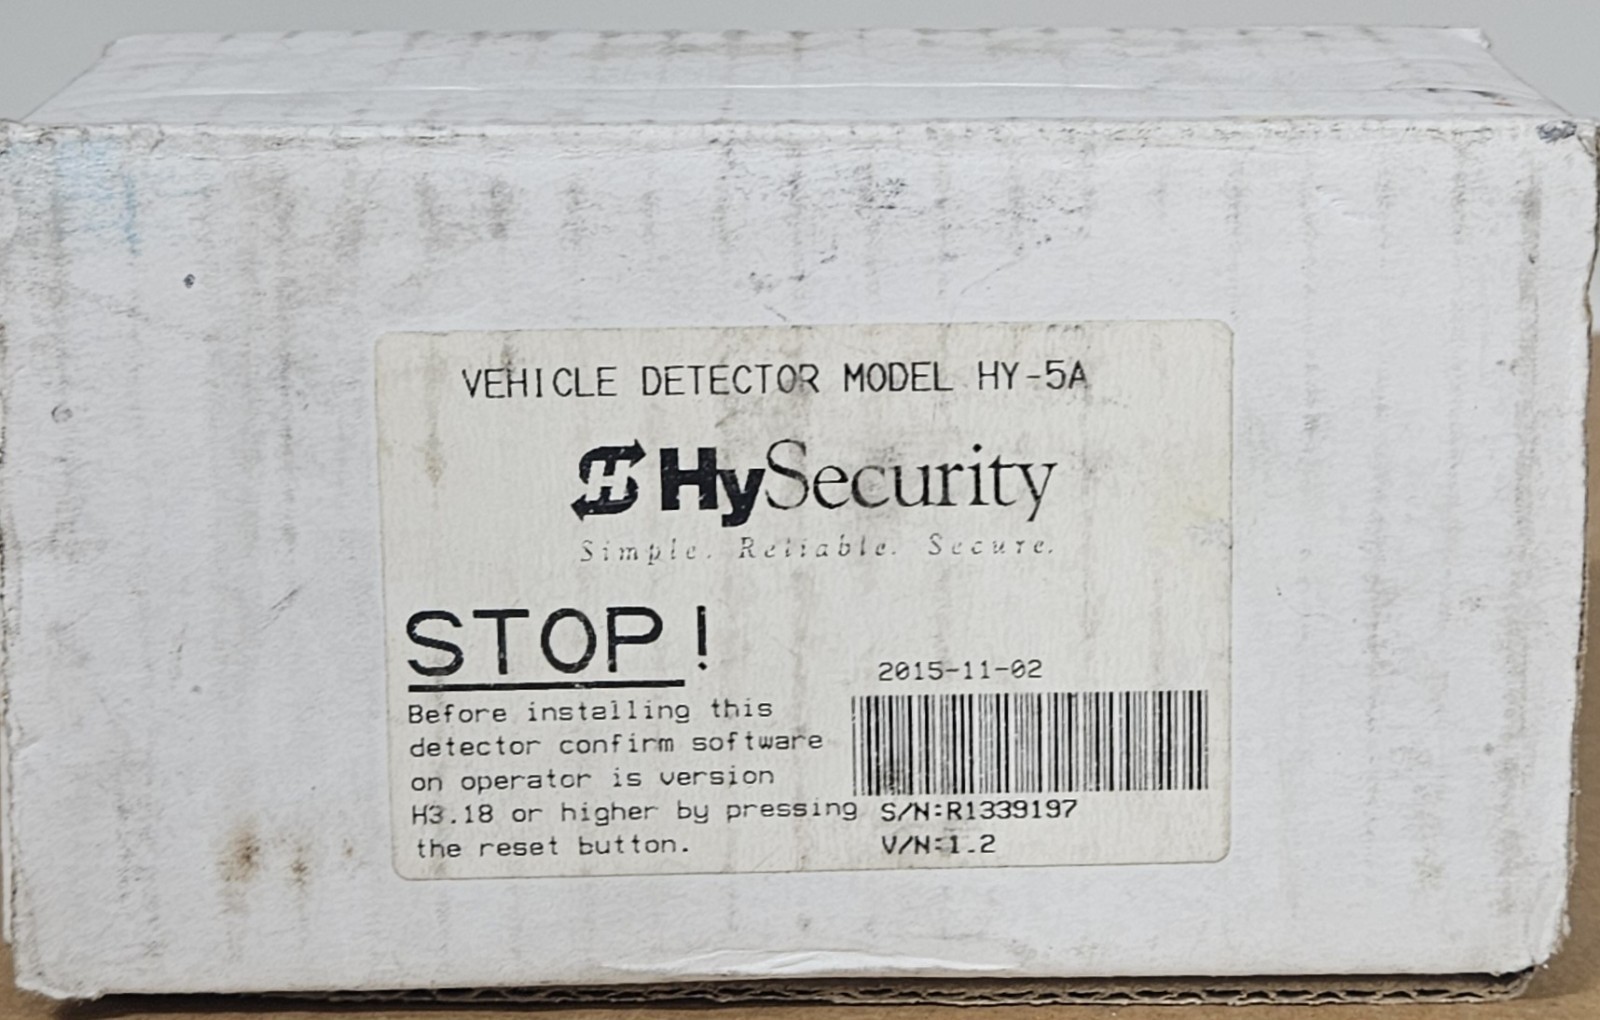 VEHICLE DETECTOR MODEL HY-5A
HySecurity
Simple. Reliable. Secure.
STOP!
Before installing this
detector confirm software
on operator is version
H3.18 or higher by pressing
the reset button.
2015-11-02
S/N:R1339197
V/N:1.2